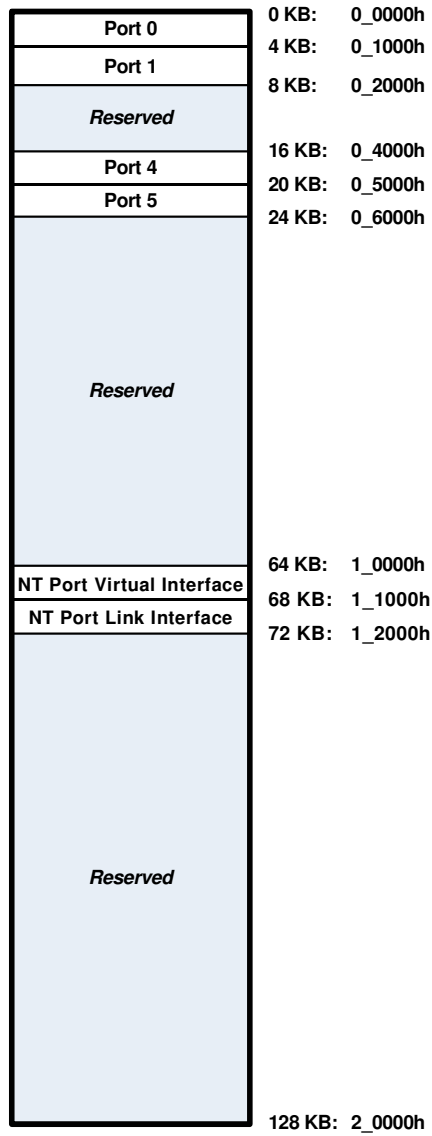 0 KB: 0_0000h
Port 0
4 KB: 0_1000h
Port 1
8 KB: 0_2000h
Reserved
16 KB: 0_4000h
Port 4
20 KB: 0_5000h
Port 5
24 KB: 0_6000h
Reserved
64 KB: 1_0000h
NT Port Virtual Interface
68 KB: 1_1000h
NT Port Link Interface
72 KB: 1_2000h
Reserved
128 KB: 2_0000h